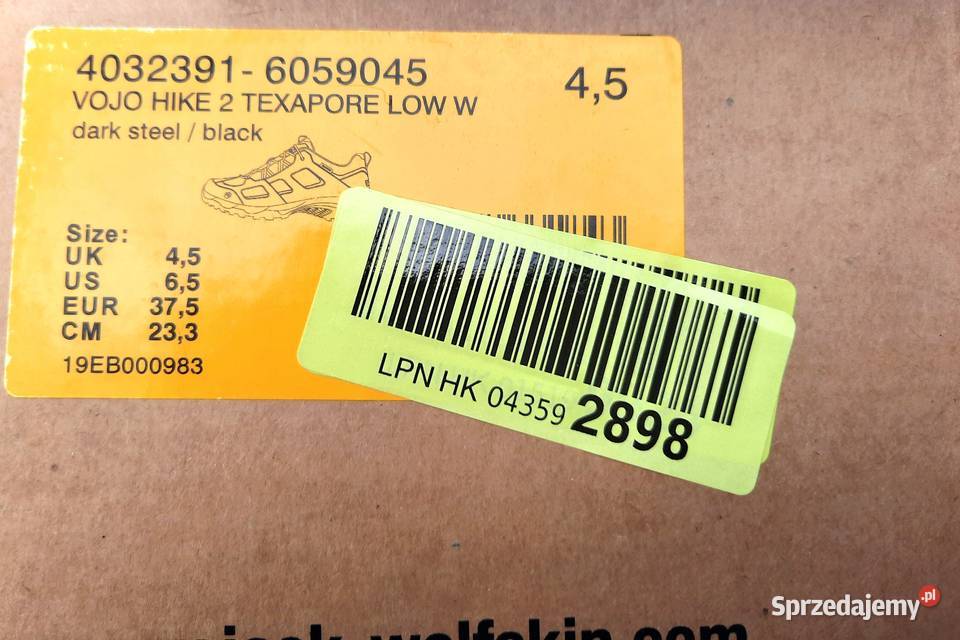 4032391- 6059045
4,5
VOJO HIKE 2 TEXAPORE LOW W
dark steel / black
Size:
UK 4,5
US 6,5
EUR 37,5
CM 23,3
19EB000983
LPN HK 04359 2898
Sprzedajemy.pl